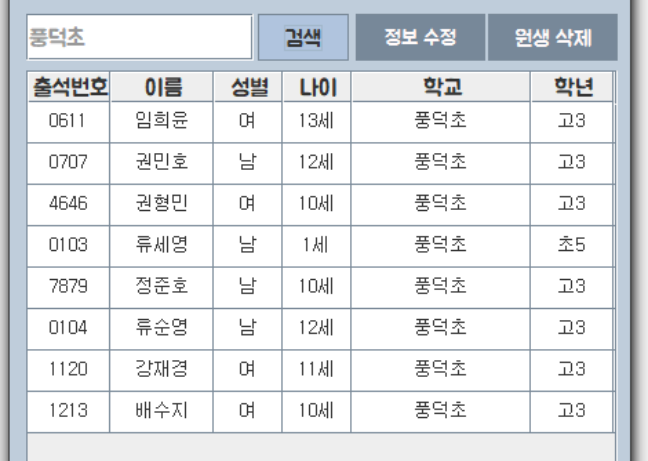 풍덕초 검색 정보 수정 원생 삭제
출석번호 이름 성별 나이 학교 학년
0611 임희윤 여 13세 풍덕초 고3
0707 권민호 남 12세 풍덕초 고3
4646 권형민 여 10세 풍덕초 고3
0103 류세영 남 1세 풍덕초 초5
7879 정준호 남 10세 풍덕초 고3
0104 류순영 남 12세 풍덕초 고3
1120 강재경 여 11세 풍덕초 고3
1213 배수지 여 10세 풍덕초 고3